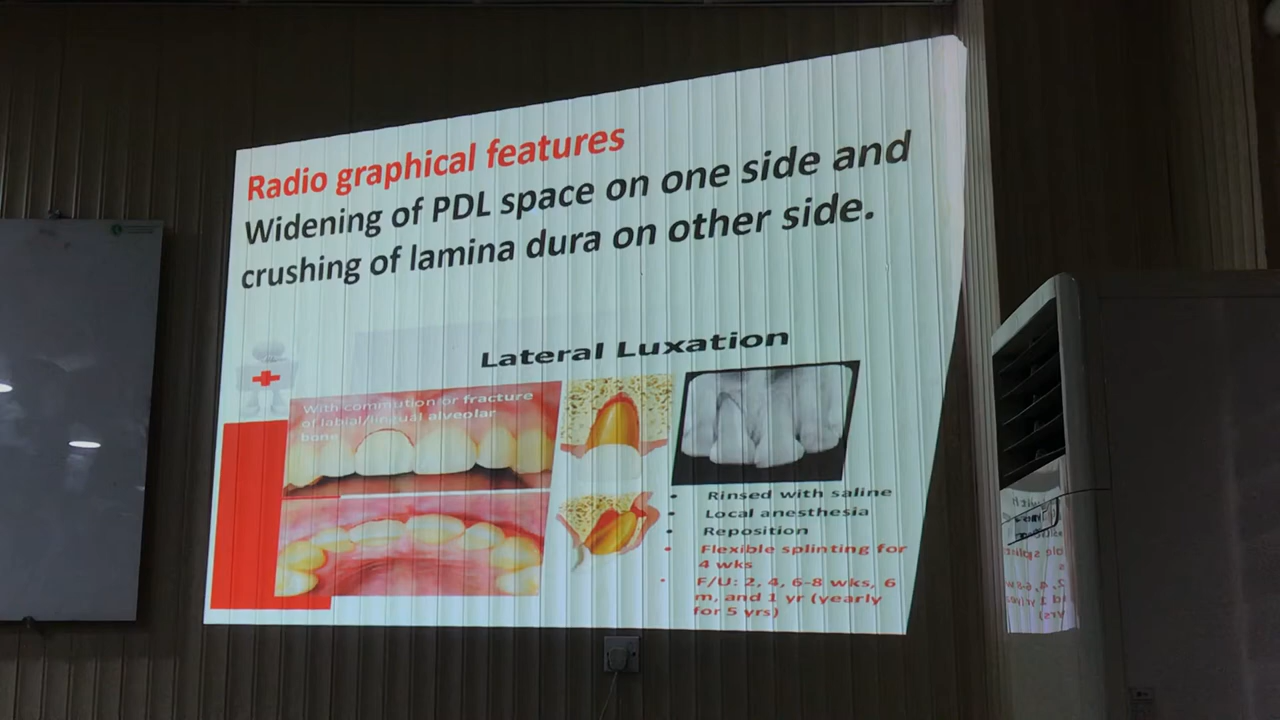 Radio graphical features
Widening of PDL space on one side and
crushing of lamina dura on other side.
Lateral Luxation
With commution or fracture
of labial/lingual alveolar
bone
• Rinsed with saline
• Local anesthesia
• Reposition
• Flexible splinting for
4 wks
• F/U: 2, 4, 6-8 wks, 6
m, and 1 yr (yearly
for 5 yrs)